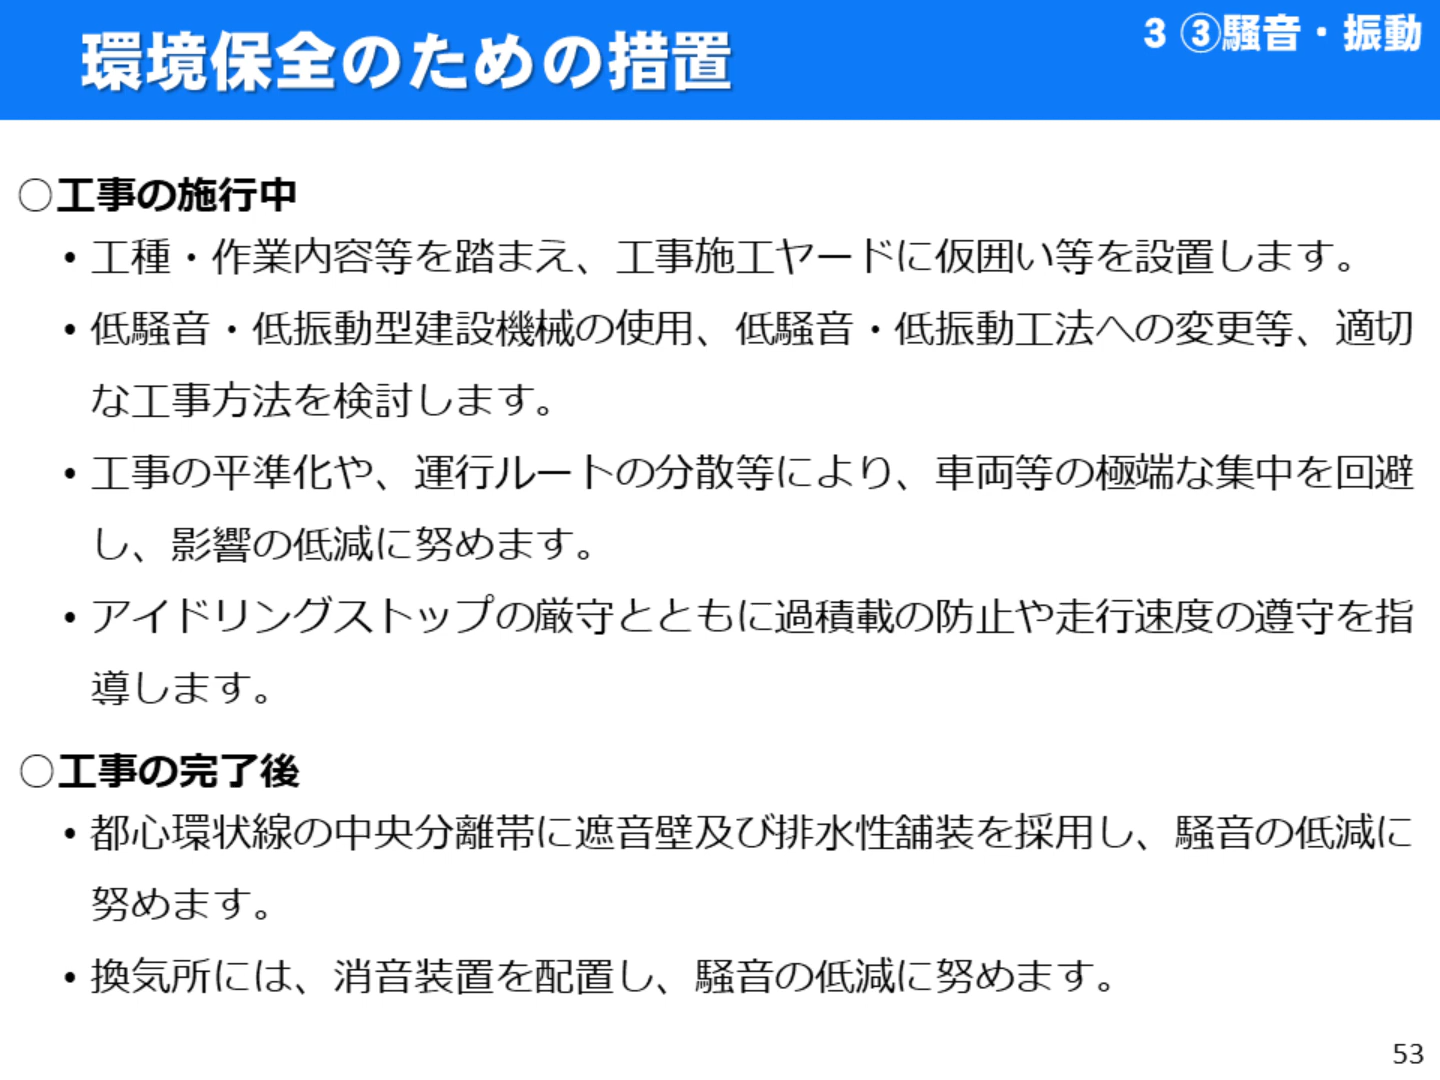 環境保全のための措置
3 ③騒音・振動
○工事の施行中
• 工種・作業内容等を踏まえ、工事施工ヤードに仮囲い等を設置します。
• 低騒音・低振動型建設機械の使用、低騒音・低振動工法への変更等、適切
な工事方法を検討します。
• 工事の平準化や、運行ルートの分散等により、車両等の極端な集中を回避
し、影響の低減に努めます。
• アイドリングストップの厳守とともに過積載の防止や走行速度の遵守を指
導します。
○工事の完了後
• 都心環状線の中央分離帯に遮音壁及び排水性舗装を採用し、騒音の低減に
努めます。
• 換気所には、消音装置を配置し、騒音の低減に努めます。
53